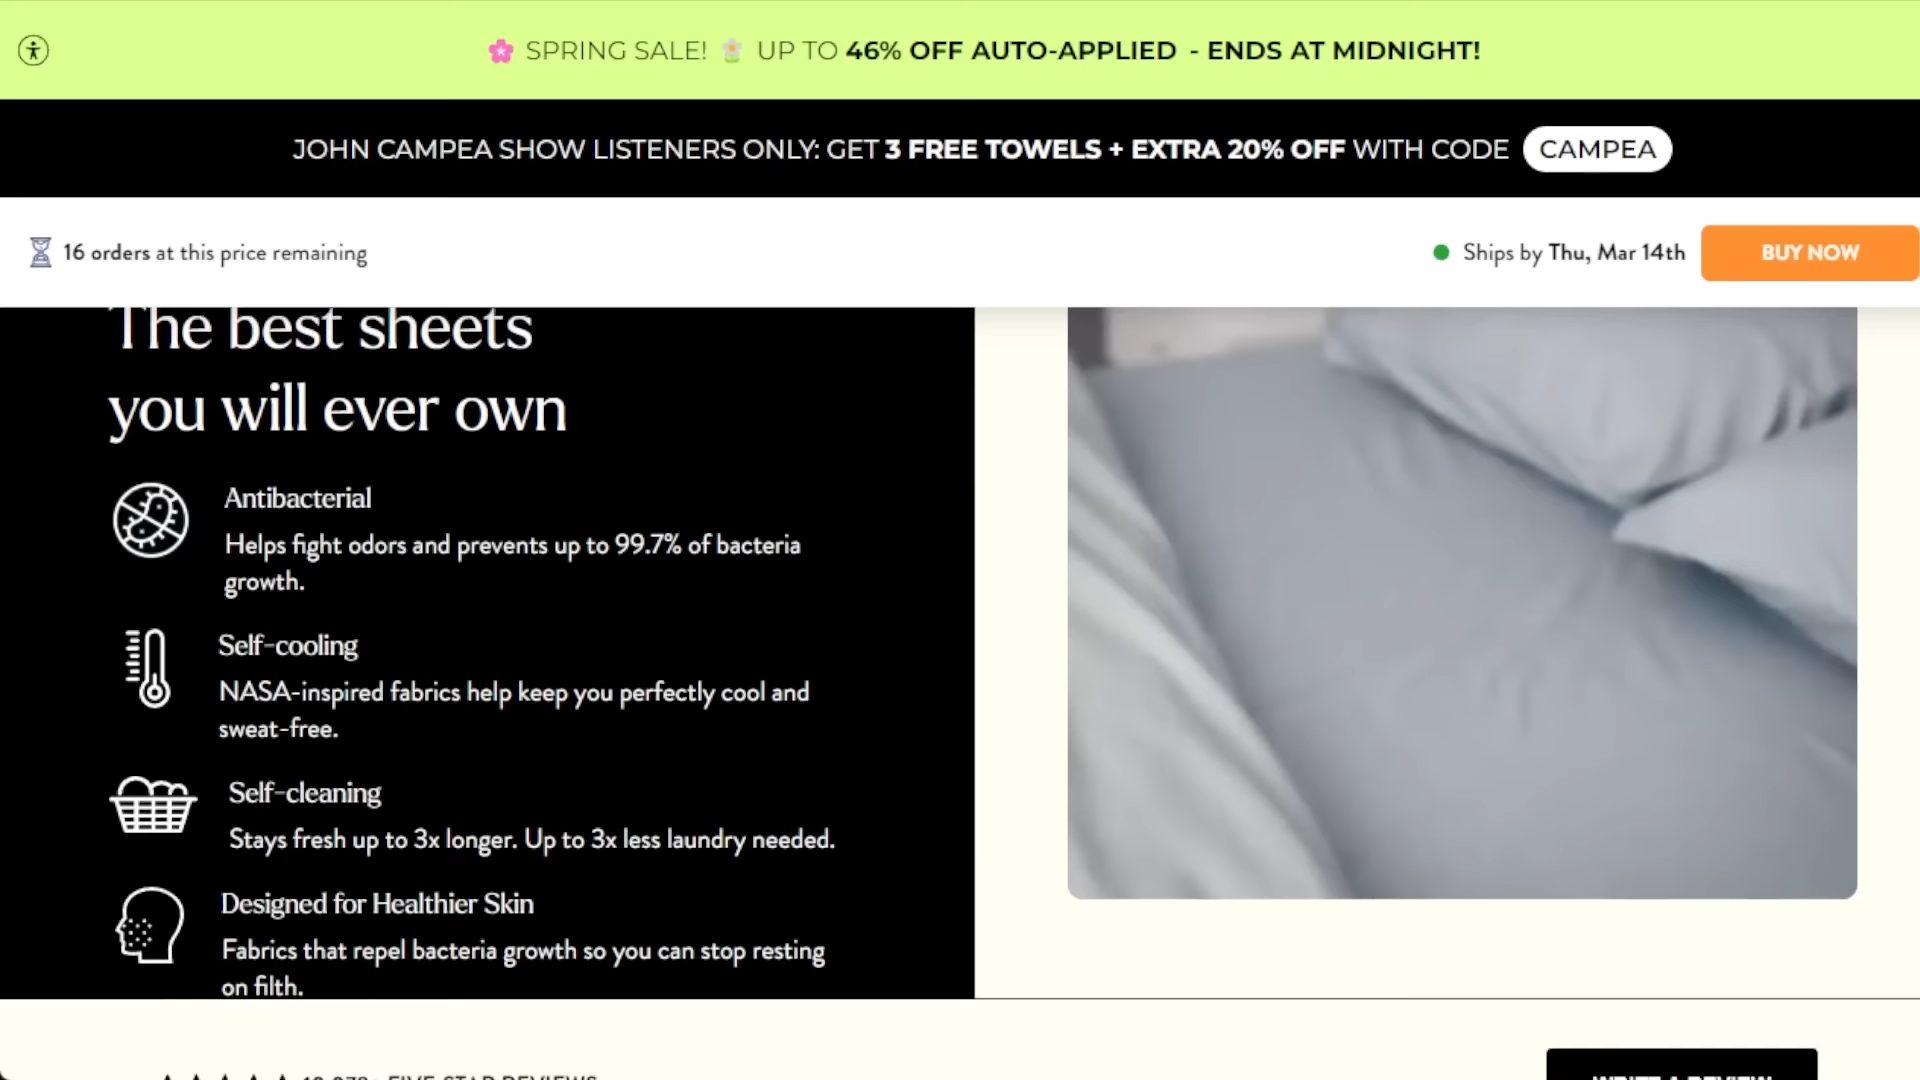 🌸 SPRING SALE! 🌼 UP TO 46% OFF AUTO-APPLIED - ENDS AT MIDNIGHT!
JOHN CAMPEA SHOW LISTENERS ONLY: GET 3 FREE TOWELS + EXTRA 20% OFF WITH CODE CAMPEA
16 orders at this price remaining
Ships by Thu, Mar 14th
BUY NOW
The best sheets
you will ever own
Antibacterial
Helps fight odors and prevents up to 99.7% of bacteria
growth.
Self-cooling
NASA-inspired fabrics help keep you perfectly cool and
sweat-free.
Self-cleaning
Stays fresh up to 3x longer. Up to 3x less laundry needed.
Designed for Healthier Skin
Fabrics that repel bacteria growth so you can stop resting
on filth.
FIVE STAR REVIEWS
WRITE A REVIEW